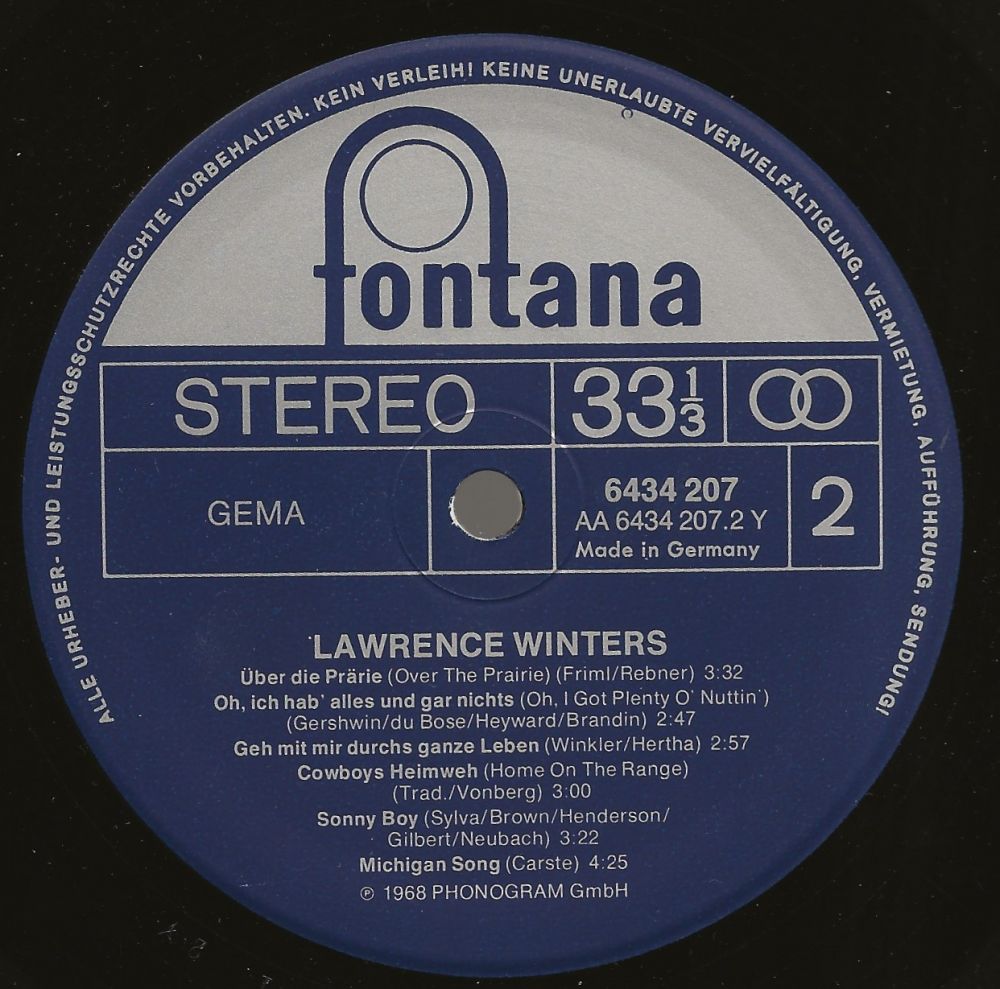 ALLE URHEBER- UND LEISTUNGSSCHUTZRECHTE VORBEHALTEN. KEIN VERLEIH! KEINE UNERLAUBTE VERVIELFÄLTIGUNG, VERMIETUNG, AUFFÜHRUNG, SENDUNG!
fontana
STEREO 33 1/3
GEMA
6434 207
AA 6434 207.2 Y
Made in Germany
2
LAWRENCE WINTERS
Über die Prärie (Over The Prairie) (Friml/Rebner) 3:32
Oh, ich hab' alles und gar nichts (Oh, I Got Plenty O' Nuttin')
(Gershwin/du Bose/Heyward/Brandin) 2:47
Geh mit mir durchs ganze Leben (Winkler/Hertha) 2:57
Cowboys Heimweh (Home On The Range)
(Trad./Vonberg) 3:00
Sonny Boy (Sylva/Brown/Henderson/
Gilbert/Neubach) 3:22
Michigan Song (Carste) 4:25
℗ 1968 PHONOGRAM GmbH